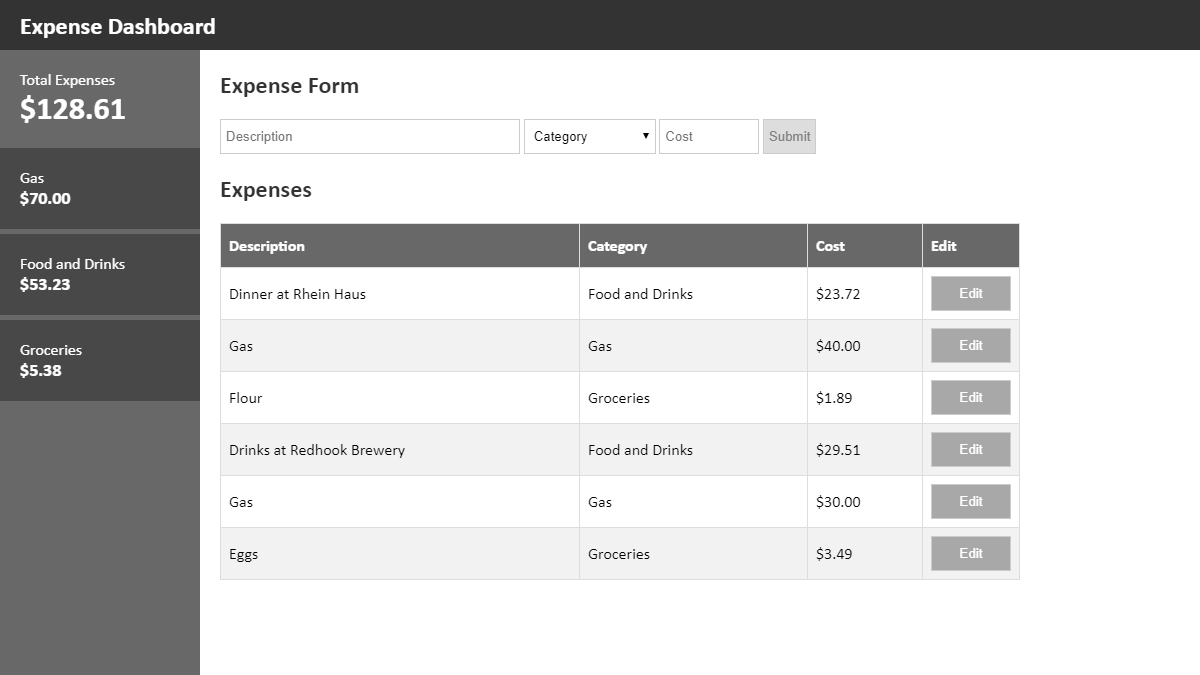 Expense Dashboard
Total Expenses
$128.61
Gas
$70.00
Food and Drinks
$53.23
Groceries
$5.38
Expense Form
Description Category Cost Submit
Expenses
Description Category Cost Edit
Dinner at Rhein Haus Food and Drinks $23.72 Edit
Gas Gas $40.00 Edit
Flour Groceries $1.89 Edit
Drinks at Redhook Brewery Food and Drinks $29.51 Edit
Gas Gas $30.00 Edit
Eggs Groceries $3.49 Edit